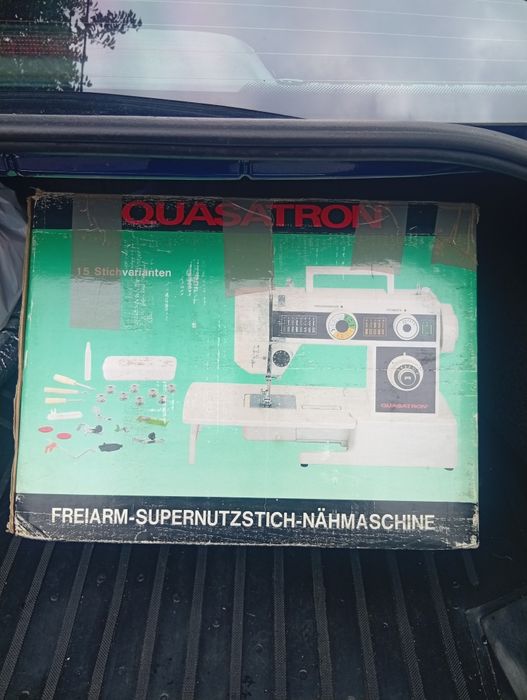 QUASATRON
15 Stichvarianten
QUASATRON
FREIARM-SUPERNUTZSTICH-NÄHMASCHINE